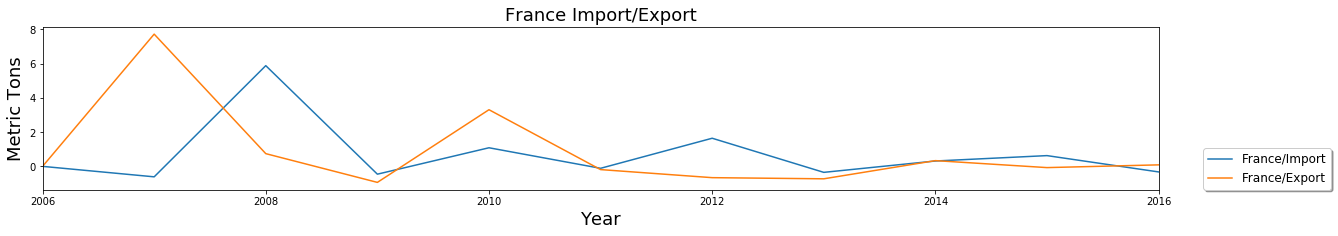 France Import/Export
Metric Tons
8
6
4
2
0
2006 2008 2010 2012 2014 2016
Year
France/Import
France/Export